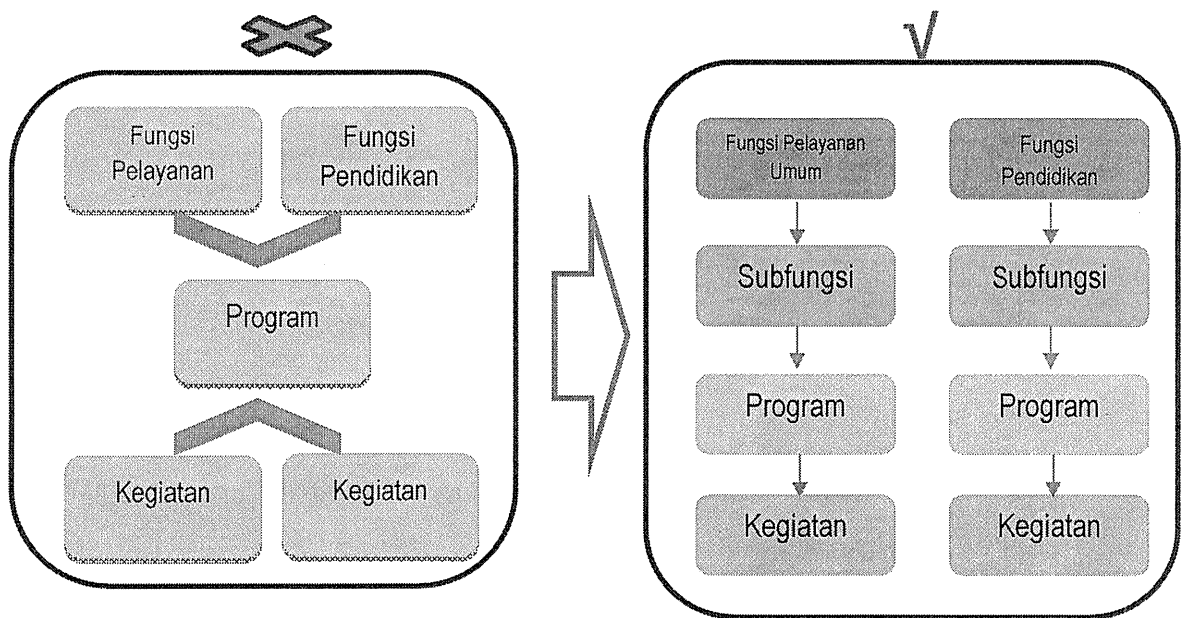 √
Fungsi
Pelayanan
Fungsi
Pendidikan
Program
Kegiatan
Kegiatan
Fungsi Pelayanan
Umum
Subfungsi
Program
Kegiatan
Fungsi
Pendidikan
Subfungsi
Program
Kegiatan